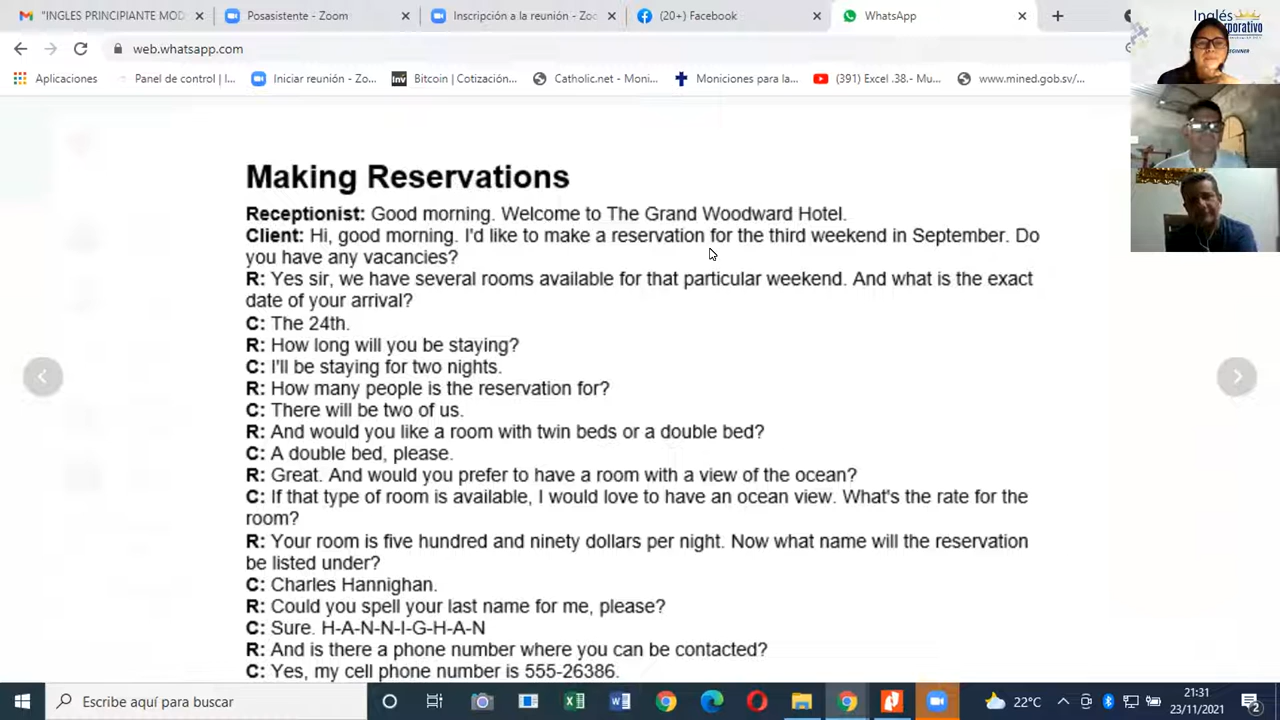 "INGLES PRINCIPIANTE MOD
Posasistente - Zoom
Inscripción a la reunión - Zo
(20+) Facebook
WhatsApp
web.whatsapp.com
Aplicaciones
Panel de control | I...
Iniciar reunión - Zo...
Bitcoin | Cotización...
Catholic.net - Moni...
Moniciones para la...
(391) Excel .38.- Mu...
www.mined.gob.sv/...
Inglés
orporativo
Making Reservations
Receptionist: Good morning. Welcome to The Grand Woodward Hotel.
Client: Hi, good morning. I'd like to make a reservation for the third weekend in September. Do
you have any vacancies?
R: Yes sir, we have several rooms available for that particular weekend. And what is the exact
date of your arrival?
C: The 24th.
R: How long will you be staying?
C: I'll be staying for two nights.
R: How many people is the reservation for?
C: There will be two of us.
R: And would you like a room with twin beds or a double bed?
C: A double bed, please.
R: Great. And would you prefer to have a room with a view of the ocean?
C: If that type of room is available, I would love to have an ocean view. What's the rate for the
room?
R: Your room is five hundred and ninety dollars per night. Now what name will the reservation
be listed under?
C: Charles Hannighan.
R: Could you spell your last name for me, please?
C: Sure. H-A-N-N-I-G-H-A-N
R: And is there a phone number where you can be contacted?
C: Yes, my cell phone number is 555-26386.
Escribe aquí para buscar
22°C
21:31
23/11/2021
2